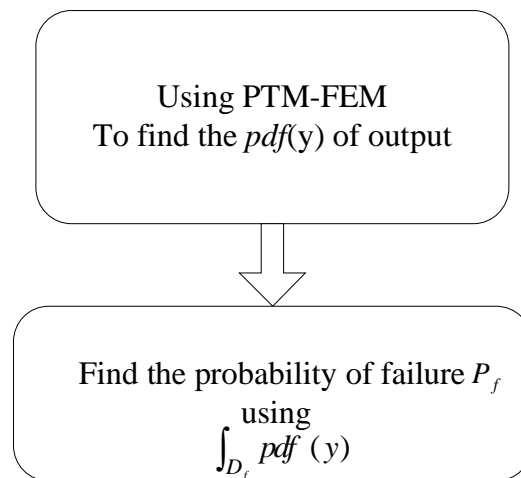 Using PTM-FEM
To find the pdf(y) of output
Find the probability of failure P_f
using
∫_{D_f} pdf (y)